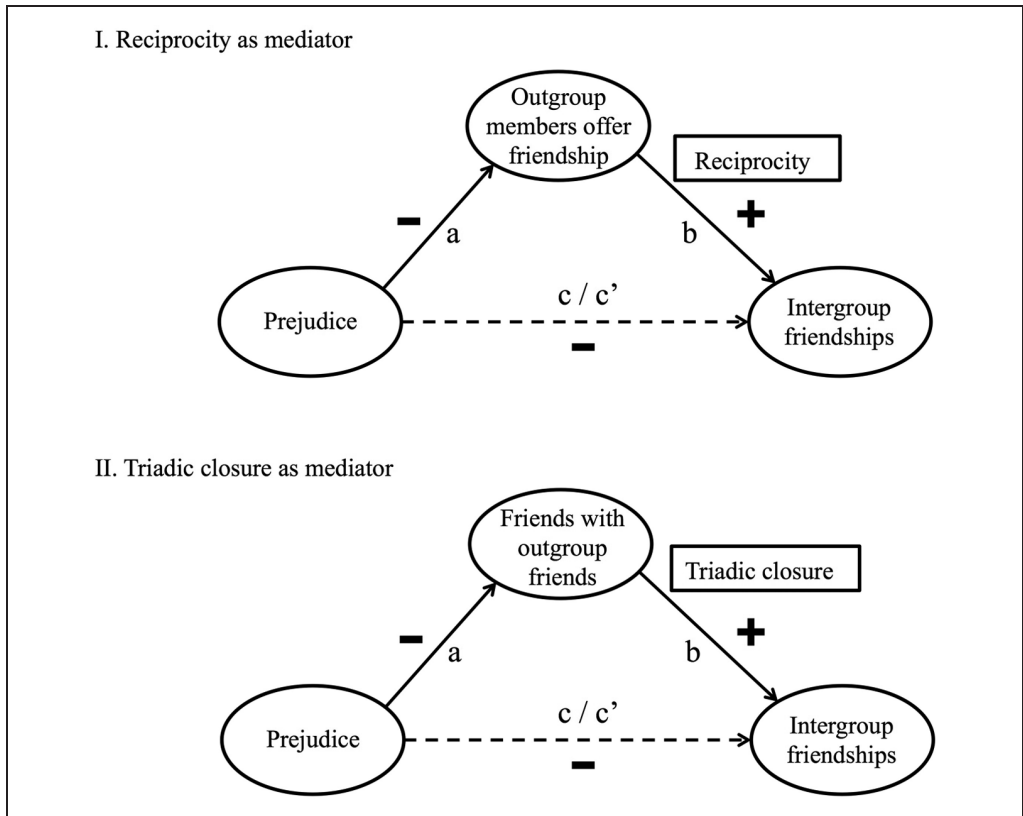 I. Reciprocity as mediator
Outgroup
members offer
friendship
Reciprocity
-
a
b
+
c / c’
Prejudice
-
Intergroup
friendships
II. Triadic closure as mediator
Friends with
outgroup
friends
Triadic closure
-
a
b
+
c / c’
Prejudice
-
Intergroup
friendships